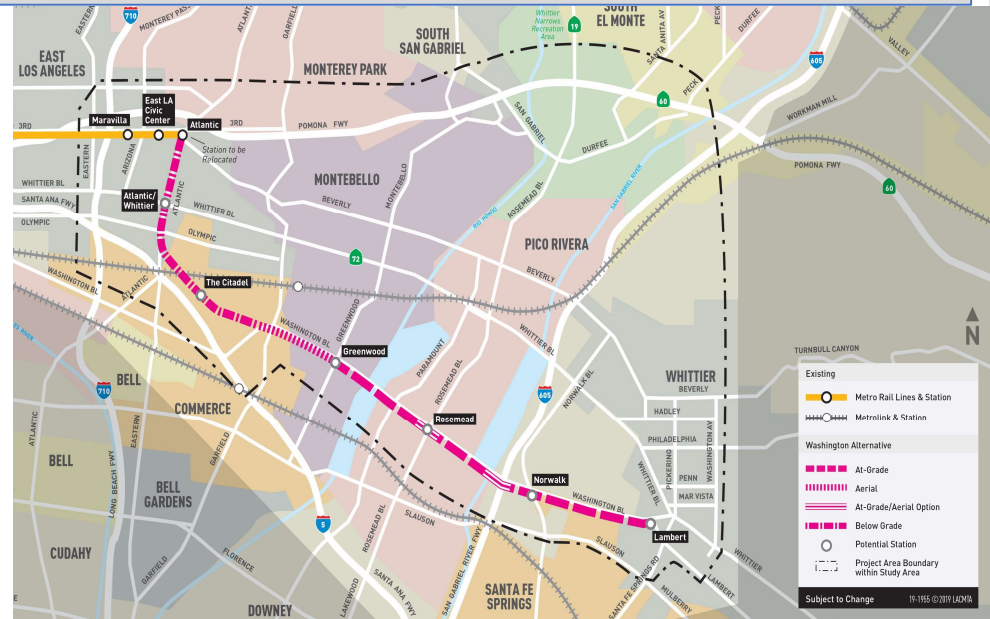 710
MONTEREY PAS
ATLANT
GARFIELD
Whittier
Narrows
Recreation
Area
19
SOUTH
EL MONTE
SANTA ANITA AV
PECK
DURFEE
605
VALLEY
EAST
LOS ANGELES
EASTERN
SOUTH
SAN GABRIEL
MONTEREY PARK
PECK
60
WORKMAN MILL
SAN GABRIEL
DURFEE
POMONA FWY
60
3RD
Maravilla
East LA
Civic
Center
Atlantic
3RD
POMONA FWY
Station to be
Relocated
ARIZONA
EASTERN
WHITTIER BL
SANTA ANA FWY
OLYMPIC
Atlantic/
Whittier
ATLANTIC
WHITTIER BL
OLYMPIC
MONTEBELLO
MONTEBELLO
BEVERLY
72
RIO HONDO
ROSEMEAD BL
SAN GABRIEL RIVER
PICO RIVERA
BEVERLY
WASHINGTON BL
ATLANTIC
The Citadel
WASHINGTON BL
GREENWOOD
Greenwood
PARAMOUNT
ROSEMEAD BL
WHITTIER BL
605
NORWALK BL
WHITTIER
BEVERLY
TURNBULL CANYON
N
HADLEY
PHILADELPHIA
PICKERING
PENN
WASHINGTON AV
MAR VISTA
WHITTIER BL
ES RIVER
710
BELL
COMMERCE
ATLANTIC
EASTERN
GARFIELD
BELL
LONG BEACH FWY
BELL
GARDENS
5
Rosemead
Norwalk
WASHINGTON BL
Lambert
SLAUSON
SLAUSON
ROSEMEAD BL
SAN GABRIEL RIVER FWY
SANTA FE
SPRINGS
SANTA FE SPRINGS RD
MULBERRY
LAMBERT
WHITTIER
CUDAHY
GARFIELD
FLORENCE
DOWNEY
LAKEWOOD
SANTA ANA FWY
E
Existing
Metro Rail Lines & Station
Metrolink & Station
Washington Alternative
At-Grade
Aerial
At-Grade/Aerial Option
Below Grade
Potential Station
Project Area Boundary
within Study Area
Subject to Change
19-1955 ©2019 LACMTA